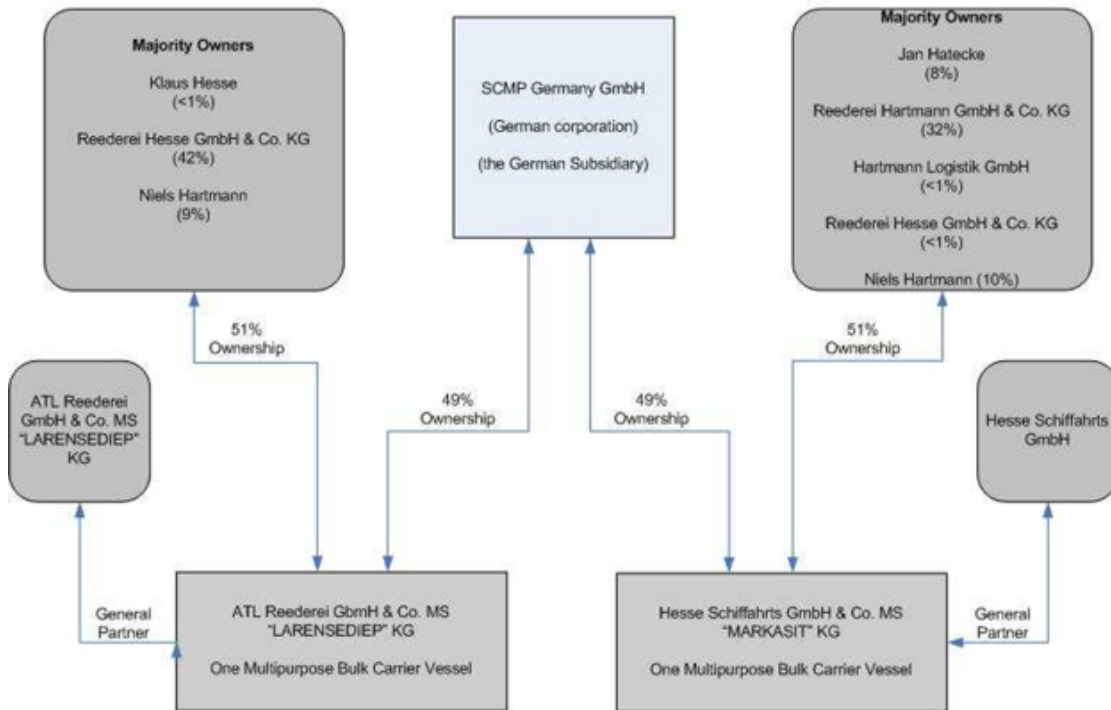 Majority Owners
Klaus Hesse
(<1%)
Reederei Hesse GmbH & Co. KG
(42%)
Niels Hartmann
(9%)
SCMP Germany GmbH
(German corporation)
(the German Subsidiary)
Majority Owners
Jan Hatecke
(8%)
Reederei Hartmann GmbH & Co. KG
(32%)
Hartmann Logistik GmbH
(<1%)
Reederei Hesse GmbH & Co. KG
(<1%)
Niels Hartmann (10%)
51%
Ownership
49%
Ownership
49%
Ownership
51%
Ownership
ATL Reederei
GmbH & Co. MS
“LARENSEDIEP”
KG
Hesse Schiffahrts
GmbH
General
Partner
ATL Reederei GbmH & Co. MS
“LARENSEDIEP” KG
One Multipurpose Bulk Carrier Vessel
Hesse Schiffahrts GmbH & Co. MS
“MARKASIT” KG
One Multipurpose Bulk Carrier Vessel
General
Partner